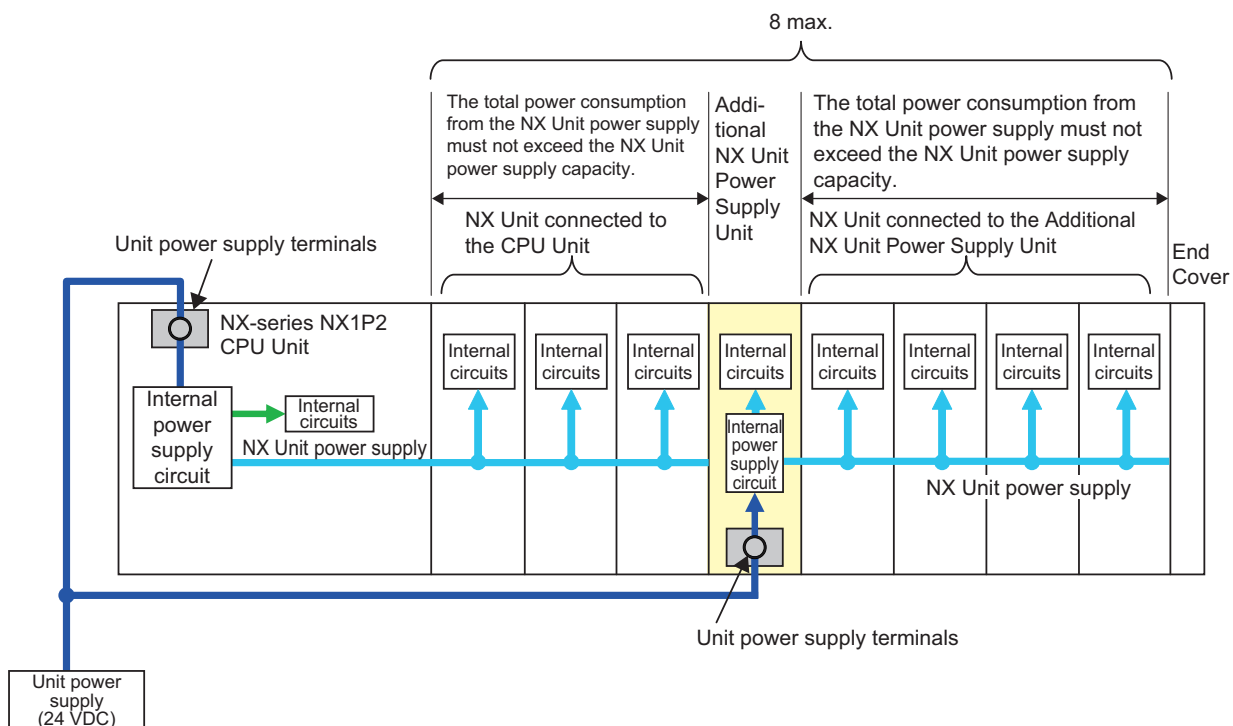 8 max.
The total power consumption
from the NX Unit power supply
must not exceed the NX Unit
power supply capacity.
Addi-
tional
NX Unit
Power
Supply
Unit
The total power consumption from
the NX Unit power supply must not
exceed the NX Unit power supply
capacity.
NX Unit connected to
the CPU Unit
NX Unit connected to the Additional
NX Unit Power Supply Unit
End
Cover
Unit power supply terminals
NX-series NX1P2
CPU Unit
Internal
power
supply
circuit
Internal
circuits
NX Unit power supply
Internal
circuits
Internal
circuits
Internal
circuits
Internal
circuits
Internal
power
supply
circuit
Internal
circuits
Internal
circuits
Internal
circuits
Internal
circuits
NX Unit power supply
Unit power supply terminals
Unit power
supply
(24 VDC)